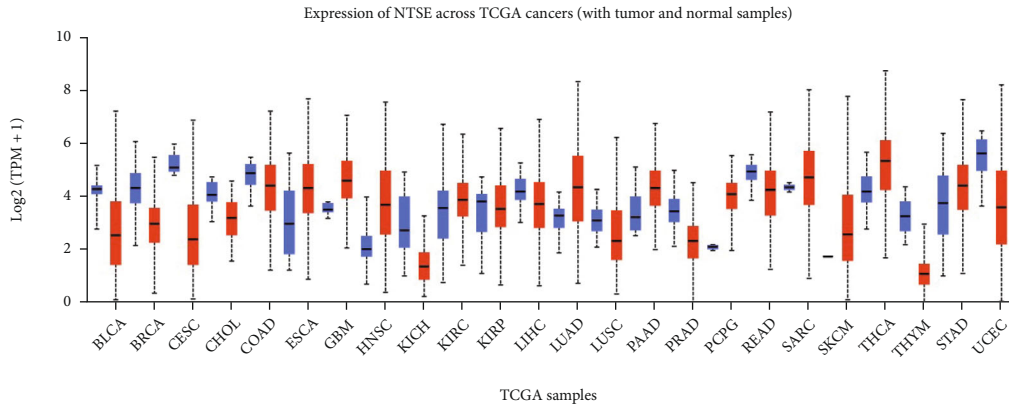 Expression of NTSE across TCGA cancers (with tumor and normal samples)
Log2 (TPM + 1)
10
8
6
4
2
0
BLCA
BRCA
CESC
CHOL
COAD
ESCA
GBM
HNSC
KICH
KIRC
KIRP
LIHC
LUAD
LUSC
PAAD
PRAD
PCPG
READ
SARC
SKCM
THCA
THYM
STAD
UCEC
TCGA samples